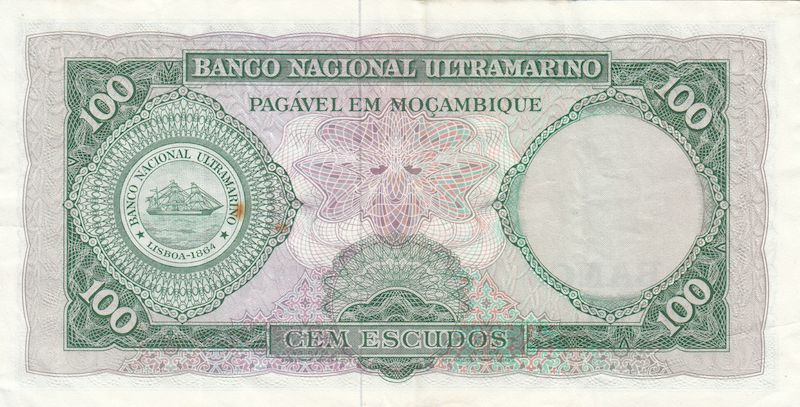 BANCO NACIONAL ULTRAMARINO
PAGÁVEL EM MOÇAMBIQUE
100
100
BANCO NACIONAL ULTRAMARINO
LISBOA-1864
100
100
CEM ESCUDOS